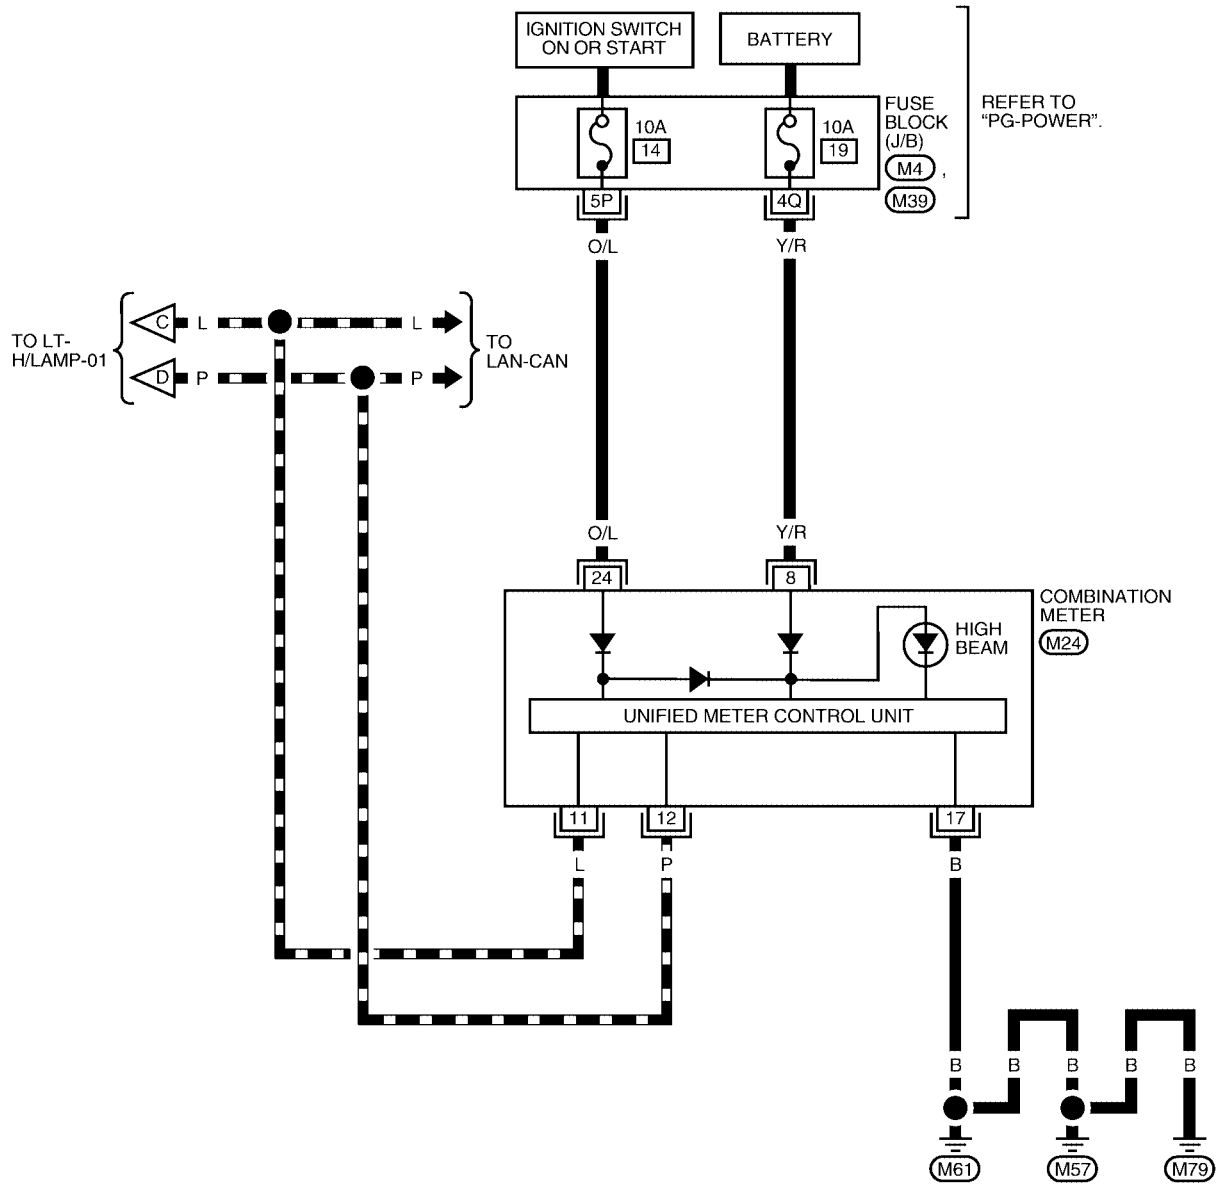 IGNITION SWITCH
ON OR START
BATTERY
FUSE
BLOCK
(J/B)
M4 ,
M39
REFER TO
“PG-POWER”.
10A
14
10A
19
5P
4Q
O/L
Y/R
TO LT-
H/LAMP-01
C
L
L
D
P
P
TO
LAN-CAN
O/L
Y/R
24
8
COMBINATION
METER
M24
HIGH
BEAM
UNIFIED METER CONTROL UNIT
11
12
17
L
P
B
B
B
B
B
B
M61
M57
M79